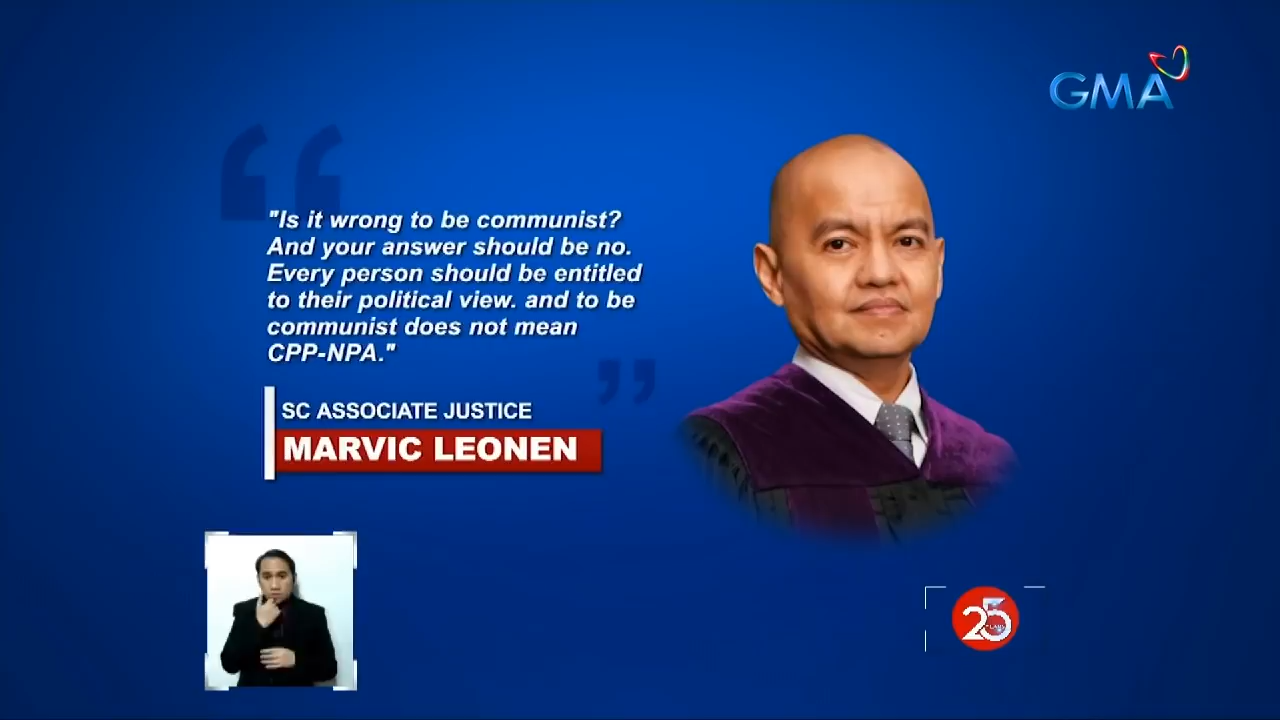 GMA
"Is it wrong to be communist?
And your answer should be no.
Every person should be entitled
to their political view. and to be
communist does not mean
CPP-NPA."
SC ASSOCIATE JUSTICE
MARVIC LEONEN
25